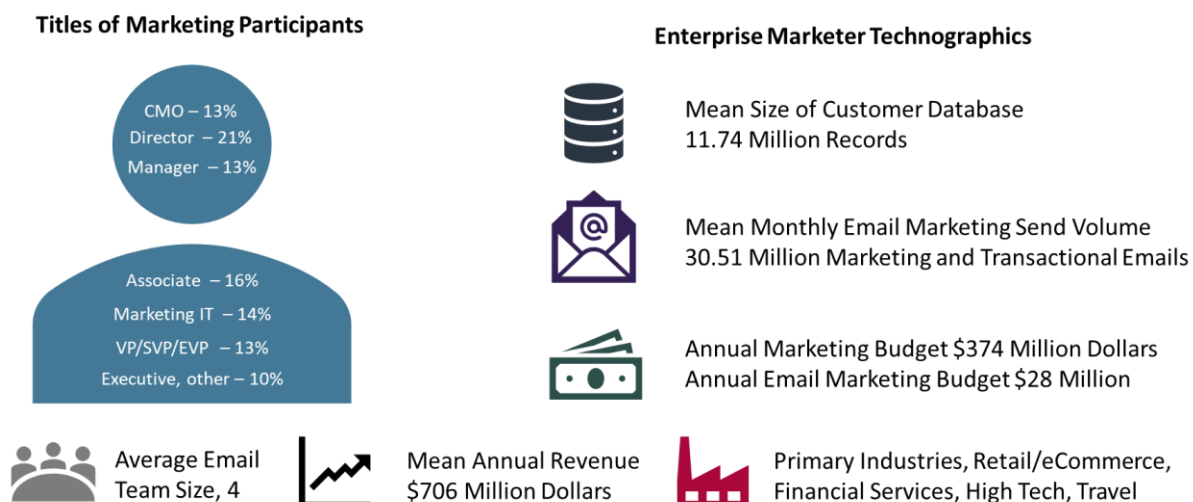 Titles of Marketing Participants
CMO – 13%
Director – 21%
Manager – 13%
Associate – 16%
Marketing IT – 14%
VP/SVP/EVP – 13%
Executive, other – 10%
Enterprise Marketer Technographics
Mean Size of Customer Database
11.74 Million Records
@
Mean Monthly Email Marketing Send Volume
30.51 Million Marketing and Transactional Emails
Annual Marketing Budget $374 Million Dollars
Annual Email Marketing Budget $28 Million
Average Email
Team Size, 4
Mean Annual Revenue
$706 Million Dollars
Primary Industries, Retail/eCommerce,
Financial Services, High Tech, Travel